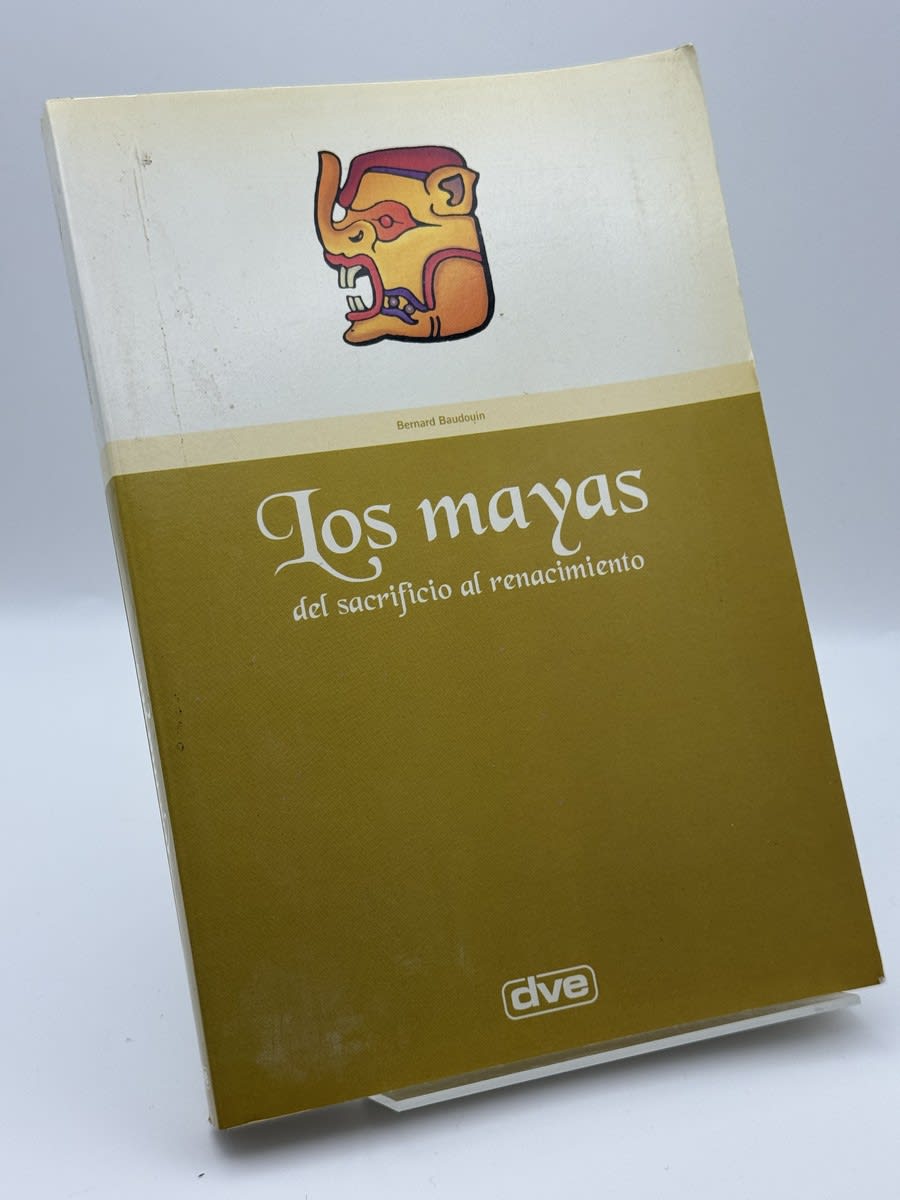 Bernard Baudouin
Los mayas
del sacrificio al renacimiento
dve